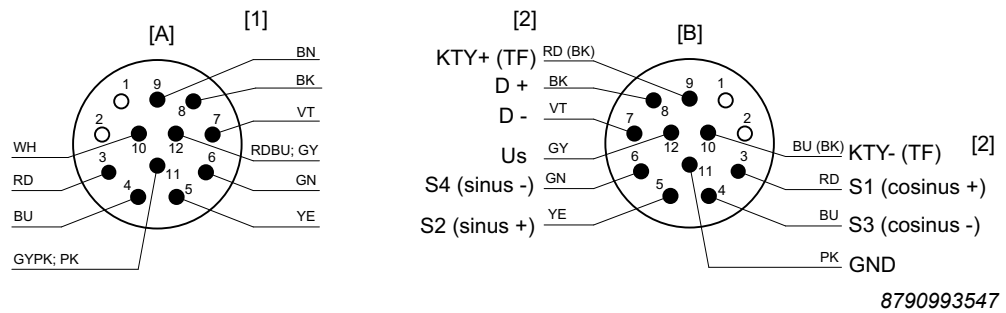 [1]
[A]
BN
BK
VT
RDBU; GY
GN
YE
WH
RD
BU
GYPK; PK
1
9
8
7
2
10
12
3
11
6
4
5
[2]
[B]
KTY+ (TF) RD (BK)
D + BK
D - VT
Us GY
S4 (sinus -) GN
S2 (sinus +) YE
9
1
8
7
12
10
2
6
11
3
5
4
BU (BK) KTY- (TF) [2]
RD S1 (cosinus +)
BU S3 (cosinus -)
PK GND
8790993547